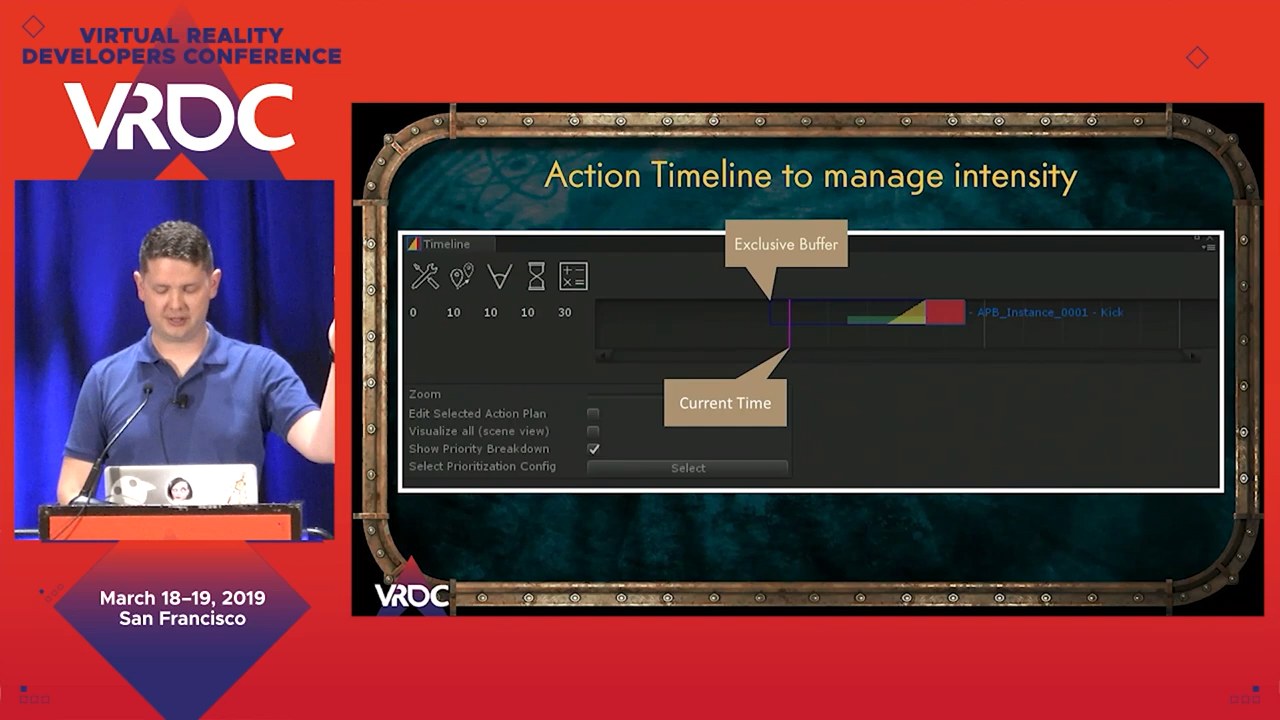 VIRTUAL REALITY
DEVELOPERS CONFERENCE
VRDC
Action Timeline to manage intensity
Exclusive Buffer
Timeline
0 10 10 10 30
- APB_Instance_0001 - Kick
Current Time
Zoom
Edit Selected Action Plan
Visualize all (scene view)
Show Priority Breakdown
Select Prioritization Config
Select
VRDC
March 18–19, 2019
San Francisco